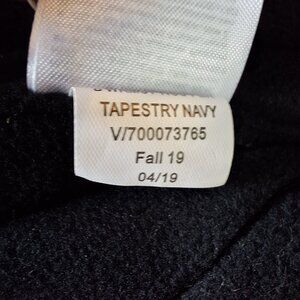 TAPESTRY NAVY
V/700073765
Fall 19
04/19